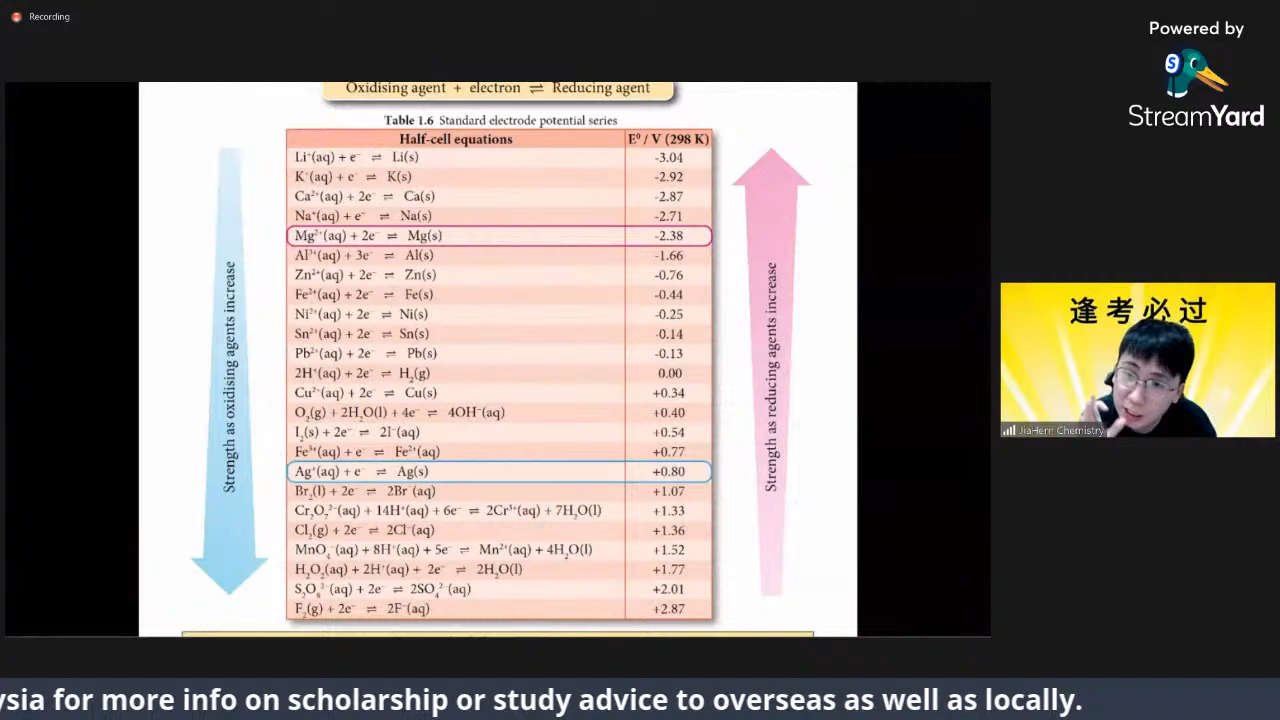 Recording
Powered by
S
StreamYard
Oxidising agent + electron ⇌ Reducing agent
Table 1.6 Standard electrode potential series
Half-cell equations E⁰ / V (298 K)
Li⁺(aq) + e⁻ ⇌ Li(s) -3.04
K⁺(aq) + e⁻ ⇌ K(s) -2.92
Ca²⁺(aq) + 2e⁻ ⇌ Ca(s) -2.87
Na⁺(aq) + e⁻ ⇌ Na(s) -2.71
Mg²⁺(aq) + 2e⁻ ⇌ Mg(s) -2.38
Al³⁺(aq) + 3e⁻ ⇌ Al(s) -1.66
Zn²⁺(aq) + 2e⁻ ⇌ Zn(s) -0.76
Fe²⁺(aq) + 2e⁻ ⇌ Fe(s) -0.44
Ni²⁺(aq) + 2e⁻ ⇌ Ni(s) -0.25
Sn²⁺(aq) + 2e⁻ ⇌ Sn(s) -0.14
Pb²⁺(aq) + 2e⁻ ⇌ Pb(s) -0.13
2H⁺(aq) + 2e⁻ ⇌ H₂(g) 0.00
Cu²⁺(aq) + 2e⁻ ⇌ Cu(s) +0.34
O₂(g) + 2H₂O(l) + 4e⁻ ⇌ 4OH⁻(aq) +0.40
I₂(s) + 2e⁻ ⇌ 2I⁻(aq) +0.54
Fe³⁺(aq) + e⁻ ⇌ Fe²⁺(aq) +0.77
Ag⁺(aq) + e⁻ ⇌ Ag(s) +0.80
Br₂(l) + 2e⁻ ⇌ 2Br⁻(aq) +1.07
Cr₂O₇²⁻(aq) + 14H⁺(aq) + 6e⁻ ⇌ 2Cr³⁺(aq) + 7H₂O(l) +1.33
Cl₂(g) + 2e⁻ ⇌ 2Cl⁻(aq) +1.36
MnO₄⁻(aq) + 8H⁺(aq) + 5e⁻ ⇌ Mn²⁺(aq) + 4H₂O(l) +1.52
H₂O₂(aq) + 2H⁺(aq) + 2e⁻ ⇌ 2H₂O(l) +1.77
S₂O₈²⁻(aq) + 2e⁻ ⇌ 2SO₄²⁻(aq) +2.01
F₂(g) + 2e⁻ ⇌ 2F⁻(aq) +2.87
Strength as oxidising agents increase
Strength as reducing agents increase
逢考必过
JiaHern Chemistry
ysia for more info on scholarship or study advice to overseas as well as locally.